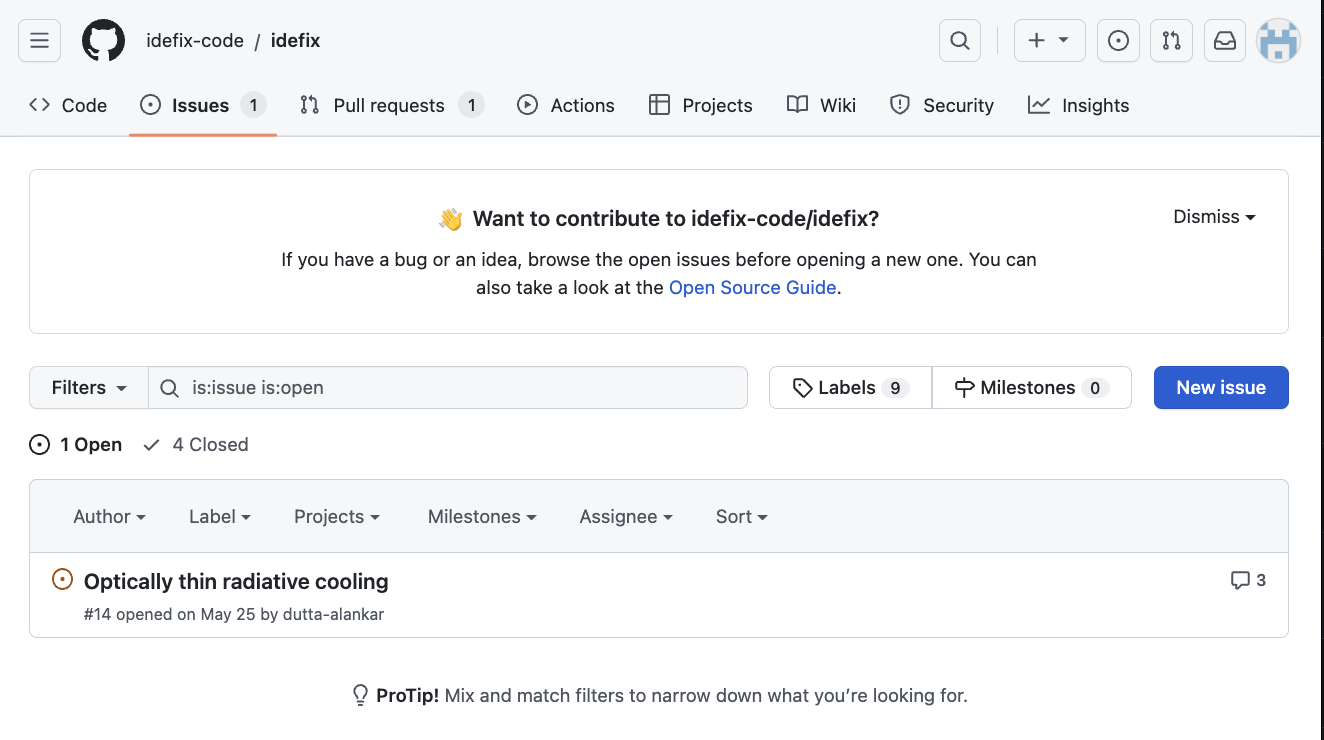 idefix-code / idefix
Code Issues 1 Pull requests 1 Actions Projects Wiki Security Insights
👋 Want to contribute to idefix-code/idefix? Dismiss
If you have a bug or an idea, browse the open issues before opening a new one. You can
also take a look at the Open Source Guide.
Filters is:issue is:open Labels 9 Milestones 0 New issue
1 Open 4 Closed
Author Label Projects Milestones Assignee Sort
Optically thin radiative cooling 3
#14 opened on May 25 by dutta-alankar
ProTip! Mix and match filters to narrow down what you’re looking for.